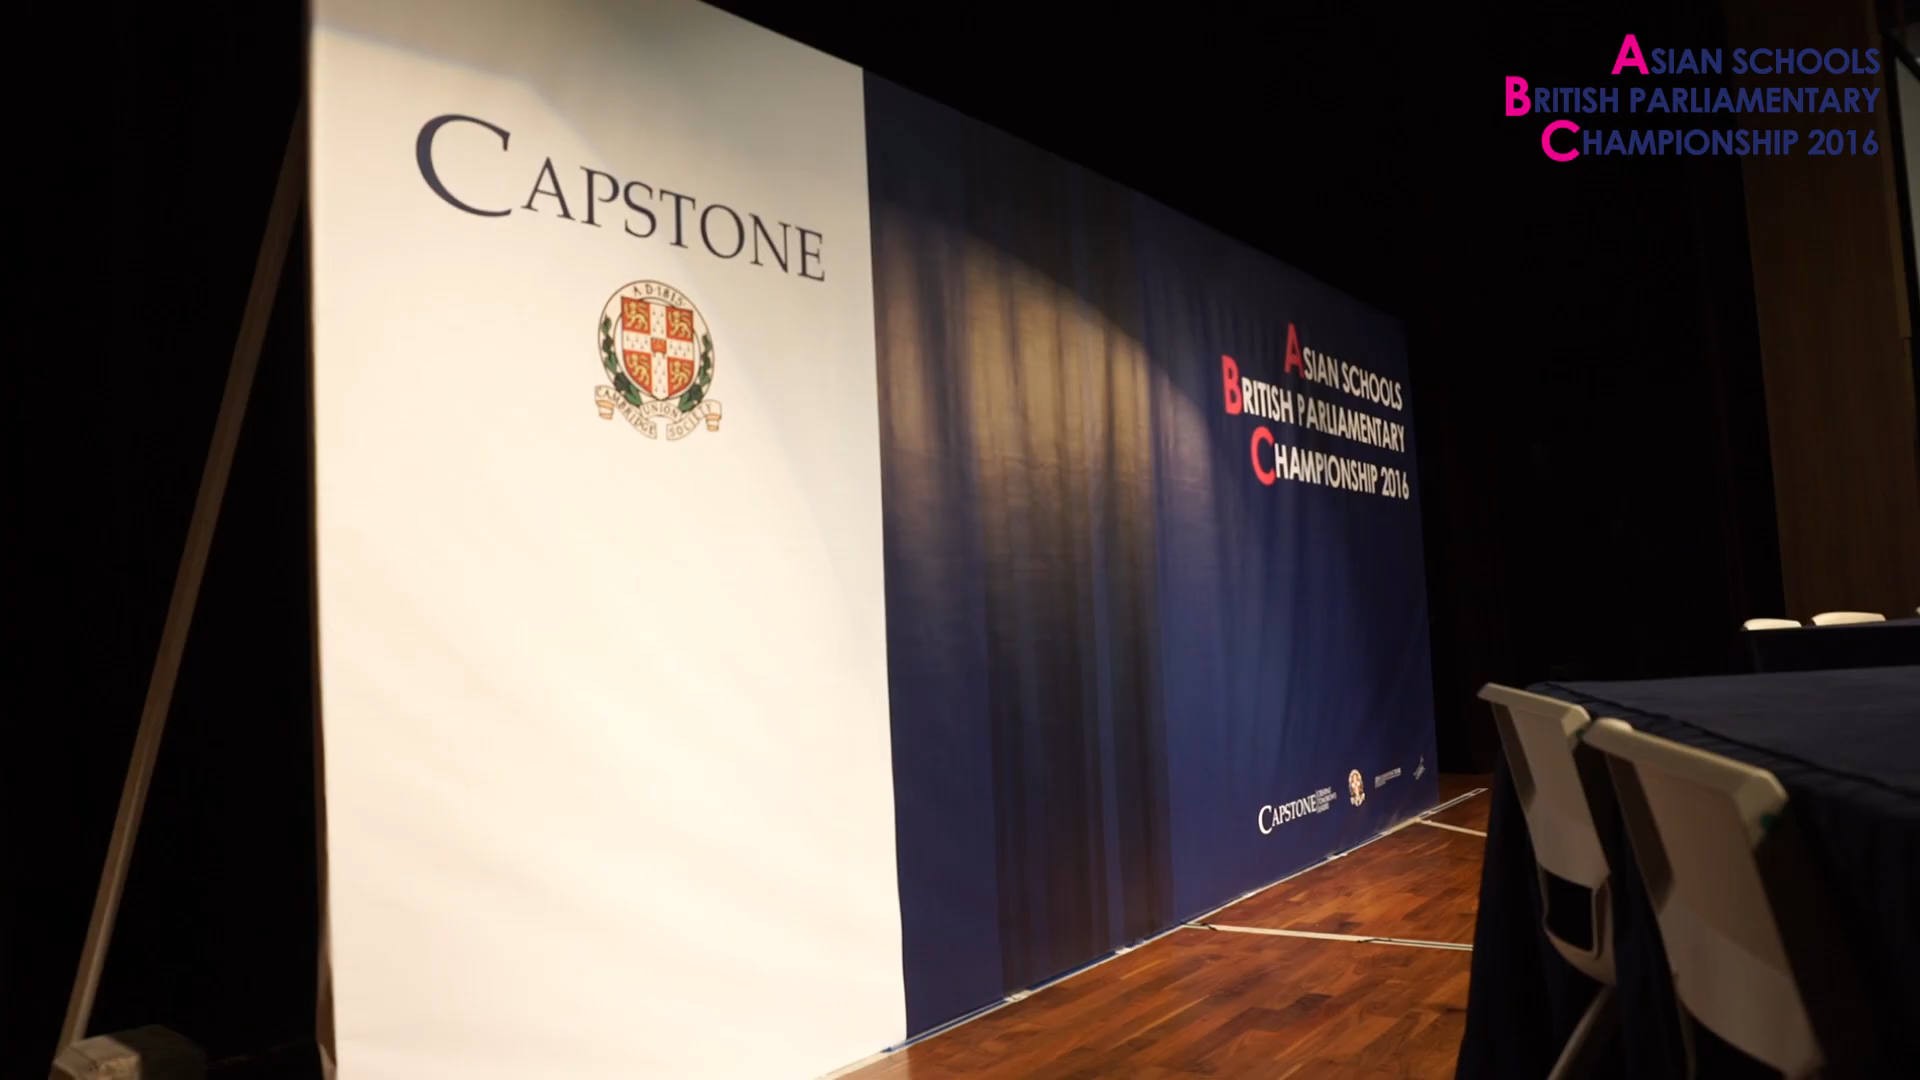 ASIAN SCHOOLS
BRITISH PARLIAMENTARY
CHAMPIONSHIP 2016
CAPSTONE
A.D. 1815
CAMBRIDGE UNION SOCIETY
ASIAN SCHOOLS
BRITISH PARLIAMENTARY
CHAMPIONSHIP 2016
CAPSTONE